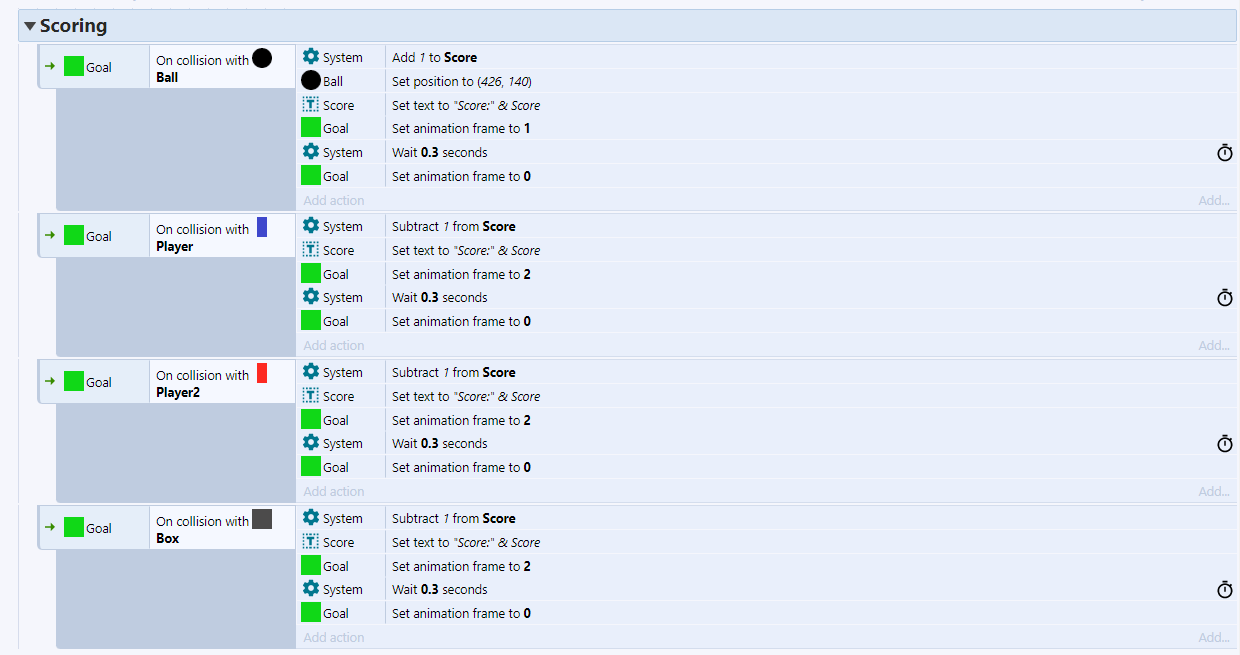 Scoring
Goal On collision with Ball System Add 1 to Score
Ball Set position to (426, 140)
Score Set text to "Score:" & Score
Goal Set animation frame to 1
System Wait 0.3 seconds
Goal Set animation frame to 0
Add action Add...
Goal On collision with Player System Subtract 1 from Score
Score Set text to "Score:" & Score
Goal Set animation frame to 2
System Wait 0.3 seconds
Goal Set animation frame to 0
Add action Add...
Goal On collision with Player2 System Subtract 1 from Score
Score Set text to "Score:" & Score
Goal Set animation frame to 2
System Wait 0.3 seconds
Goal Set animation frame to 0
Add action Add...
Goal On collision with Box System Subtract 1 from Score
Score Set text to "Score:" & Score
Goal Set animation frame to 2
System Wait 0.3 seconds
Goal Set animation frame to 0
Add action Add...